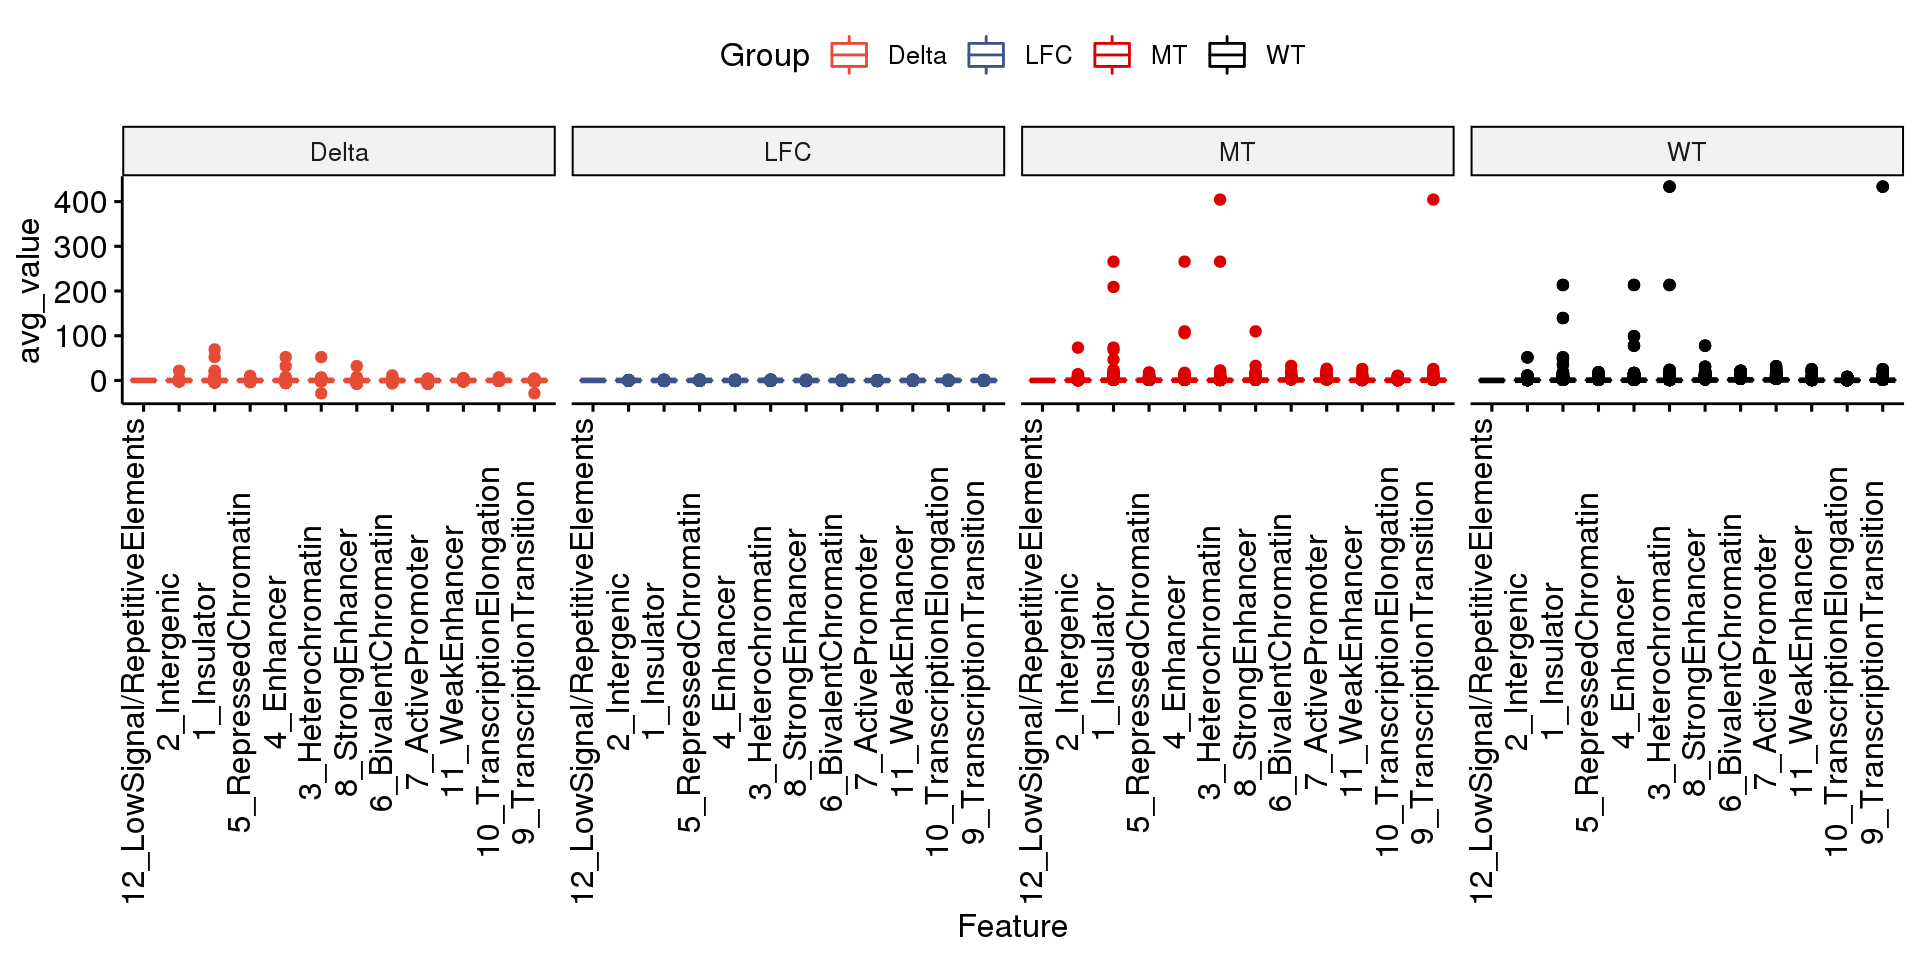 Group Delta LFC MT WT
Delta LFC MT WT
avg_value
400
300
200
100
0
12_LowSignal/RepetitiveElements
2_Intergenic
1_Insulator
5_RepressedChromatin
4_Enhancer
3_Heterochromatin
8_StrongEnhancer
6_BivalentChromatin
7_ActivePromoter
11_WeakEnhancer
10_TranscriptionElongation
9_TranscriptionTransition
12_LowSignal/RepetitiveElements
2_Intergenic
1_Insulator
5_RepressedChromatin
4_Enhancer
3_Heterochromatin
8_StrongEnhancer
6_BivalentChromatin
7_ActivePromoter
11_WeakEnhancer
10_TranscriptionElongation
9_TranscriptionTransition
12_LowSignal/RepetitiveElements
2_Intergenic
1_Insulator
5_RepressedChromatin
4_Enhancer
3_Heterochromatin
8_StrongEnhancer
6_BivalentChromatin
7_ActivePromoter
11_WeakEnhancer
10_TranscriptionElongation
9_TranscriptionTransition
12_LowSignal/RepetitiveElements
2_Intergenic
1_Insulator
5_RepressedChromatin
4_Enhancer
3_Heterochromatin
8_StrongEnhancer
6_BivalentChromatin
7_ActivePromoter
11_WeakEnhancer
10_TranscriptionElongation
9_TranscriptionTransition
Feature